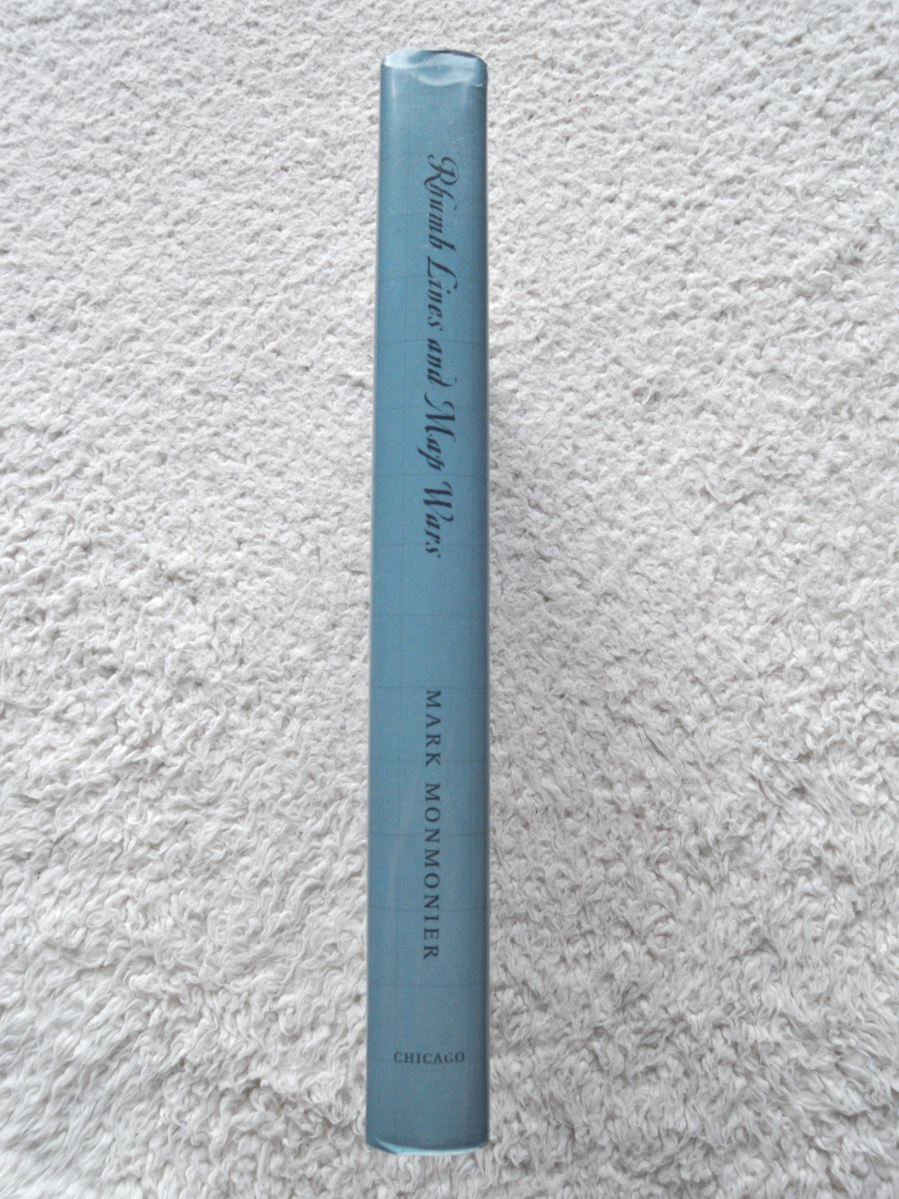 Rhumb Lines and Map Wars
MARK MONMONIER
CHICAGO